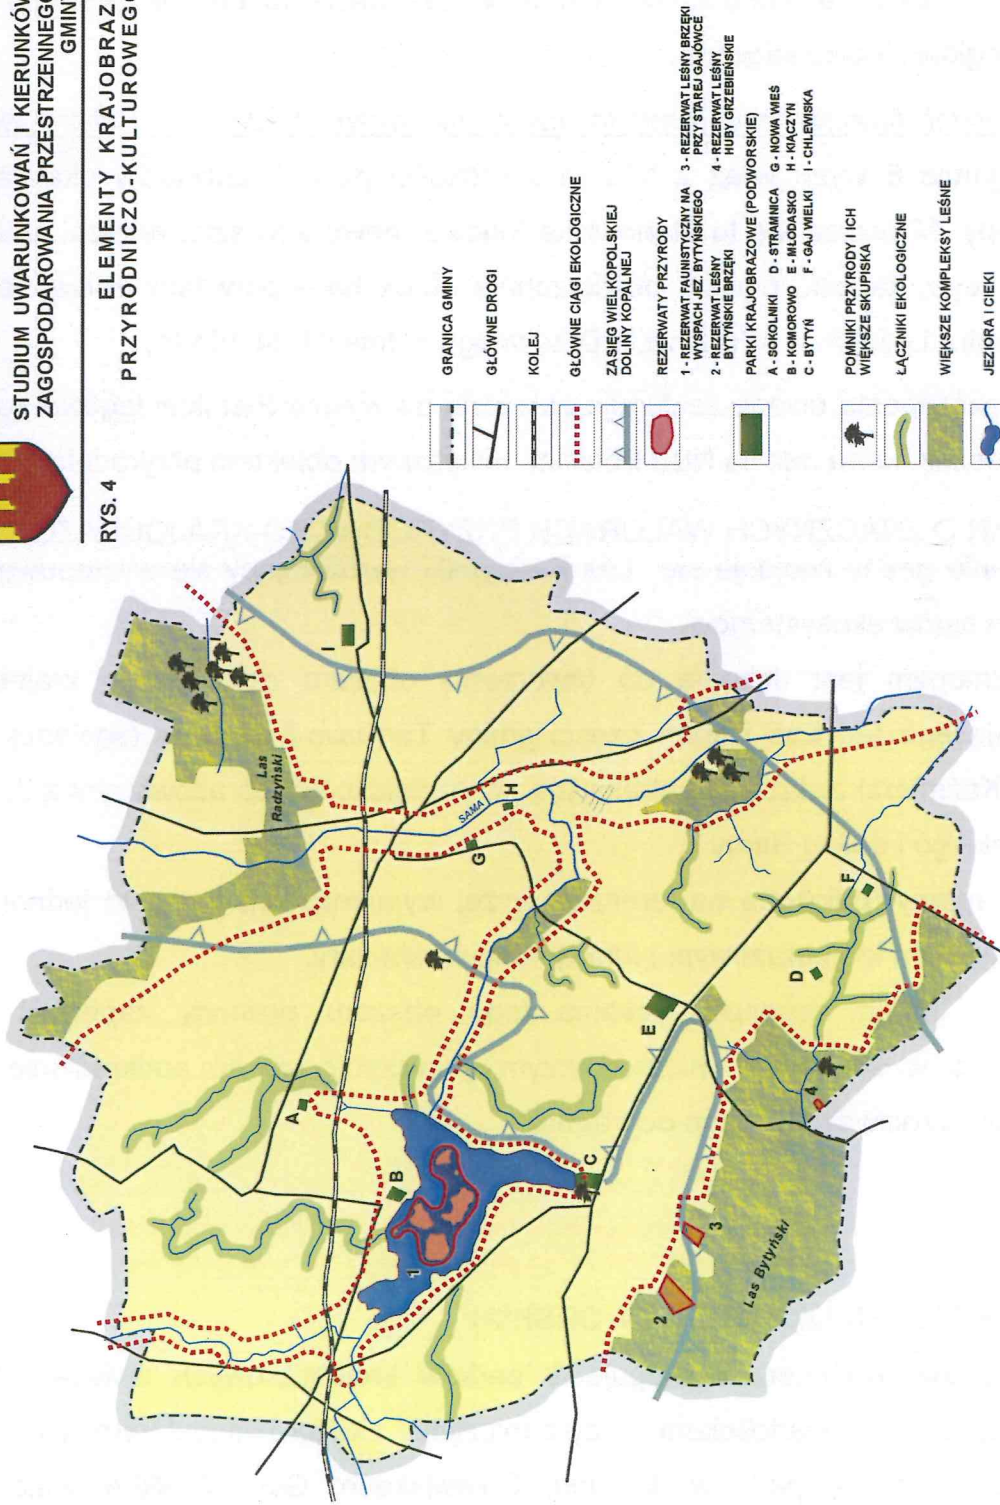 STUDIUM UWARUNKOWAŃ I KIERUNKÓW
ZAGOSPODAROWANIA PRZESTRZENNEGO
GMINY
RYS. 4
ELEMENTY KRAJOBRAZ
PRZYRODNICZO-KULTUROWEGO
GRANICA GMINY
GŁÓWNE DROGI
KOLEJ
GŁÓWNE CIĄGI EKOLOGICZNE
ZASIĘG WIELKOPOLSKIEJ
DOLINY KOPALNEJ
REZERWATY PRZYRODY
1 - REZERWAT FAUNISTYCZNY NA
WYSPACH JEZ. BYTYŃSKIEGO
2 - REZERWAT LEŚNY
BYTYŃSKIE BRZĘKI
3 - REZERWAT LEŚNY BRZĘKI
PRZY STAREJ GAJÓWCE
4 - REZERWAT LEŚNY
HUBY GRZEBIEŃSKIE
PARKI KRAJOBRAZOWE (PODWORSKIE)
A - SOKOLNIKI D - STRAMNICA G - NOWA WIEŚ
B - KOMOROWO E - MŁODASKO H - KIĄCZYN
C - BYTYŃ F - GAJ WIELKI I - CHLEWISKA
POMNIKI PRZYRODY I ICH
WIĘKSZE SKUPISKA
ŁĄCZNIKI EKOLOGICZNE
WIĘKSZE KOMPLEKSY LEŚNE
JEZIORA I CIEKI
Las
Radzyński
I
SAMA
H
G
A
B
1
C
E
F
D
4
3
2
Las Bytyński